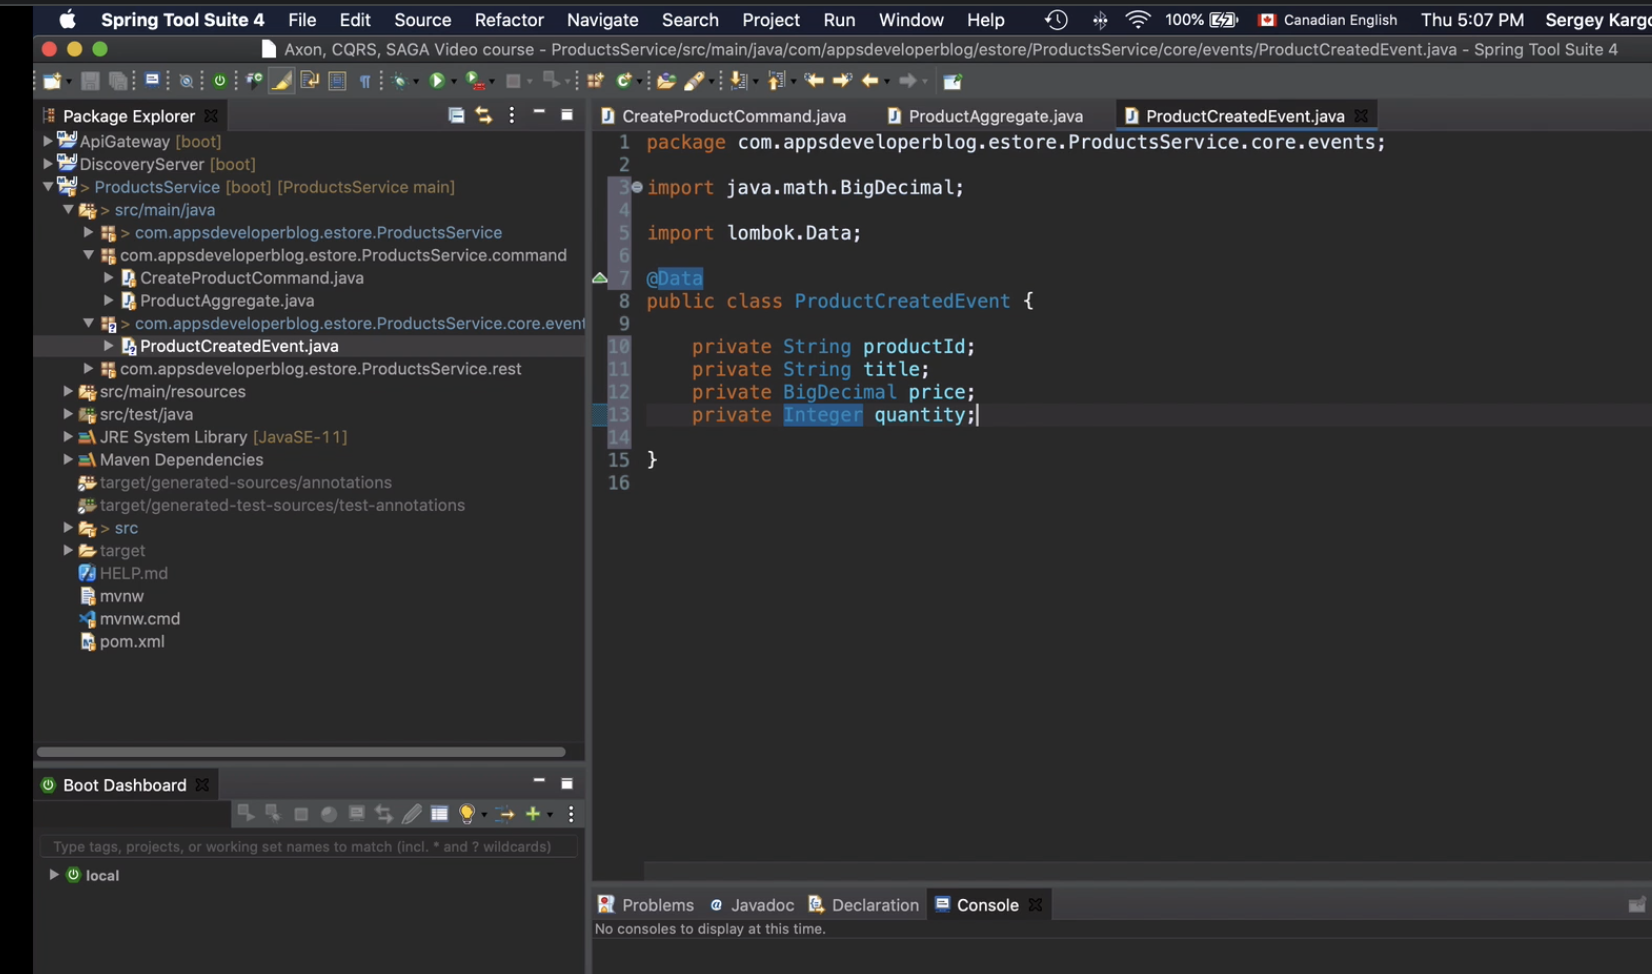 Spring Tool Suite 4 File Edit Source Refactor Navigate Search Project Run Window Help 100% Canadian English Thu 5:07 PM Sergey Kargo
Axon, CQRS, SAGA Video course - ProductsService/src/main/java/com/appsdeveloperblog/estore/ProductsService/core/events/ProductCreatedEvent.java - Spring Tool Suite 4
Package Explorer
ApiGateway [boot]
DiscoveryServer [boot]
> ProductsService [boot] [ProductsService main]
> src/main/java
> com.appsdeveloperblog.estore.ProductsService
com.appsdeveloperblog.estore.ProductsService.command
CreateProductCommand.java
ProductAggregate.java
> com.appsdeveloperblog.estore.ProductsService.core.event
ProductCreatedEvent.java
com.appsdeveloperblog.estore.ProductsService.rest
src/main/resources
src/test/java
JRE System Library [JavaSE-11]
Maven Dependencies
target/generated-sources/annotations
target/generated-test-sources/test-annotations
> src
target
HELP.md
mvnw
mvnw.cmd
pom.xml
CreateProductCommand.java ProductAggregate.java ProductCreatedEvent.java
1 package com.appsdeveloperblog.estore.ProductsService.core.events;
2
3 import java.math.BigDecimal;
4
5 import lombok.Data;
6
7 @Data
8 public class ProductCreatedEvent {
9
10 private String productId;
11 private String title;
12 private BigDecimal price;
13 private Integer quantity;
14
15 }
16
Boot Dashboard
Type tags, projects, or working set names to match (incl. * and ? wildcards)
local
Problems @ Javadoc Declaration Console
No consoles to display at this time.